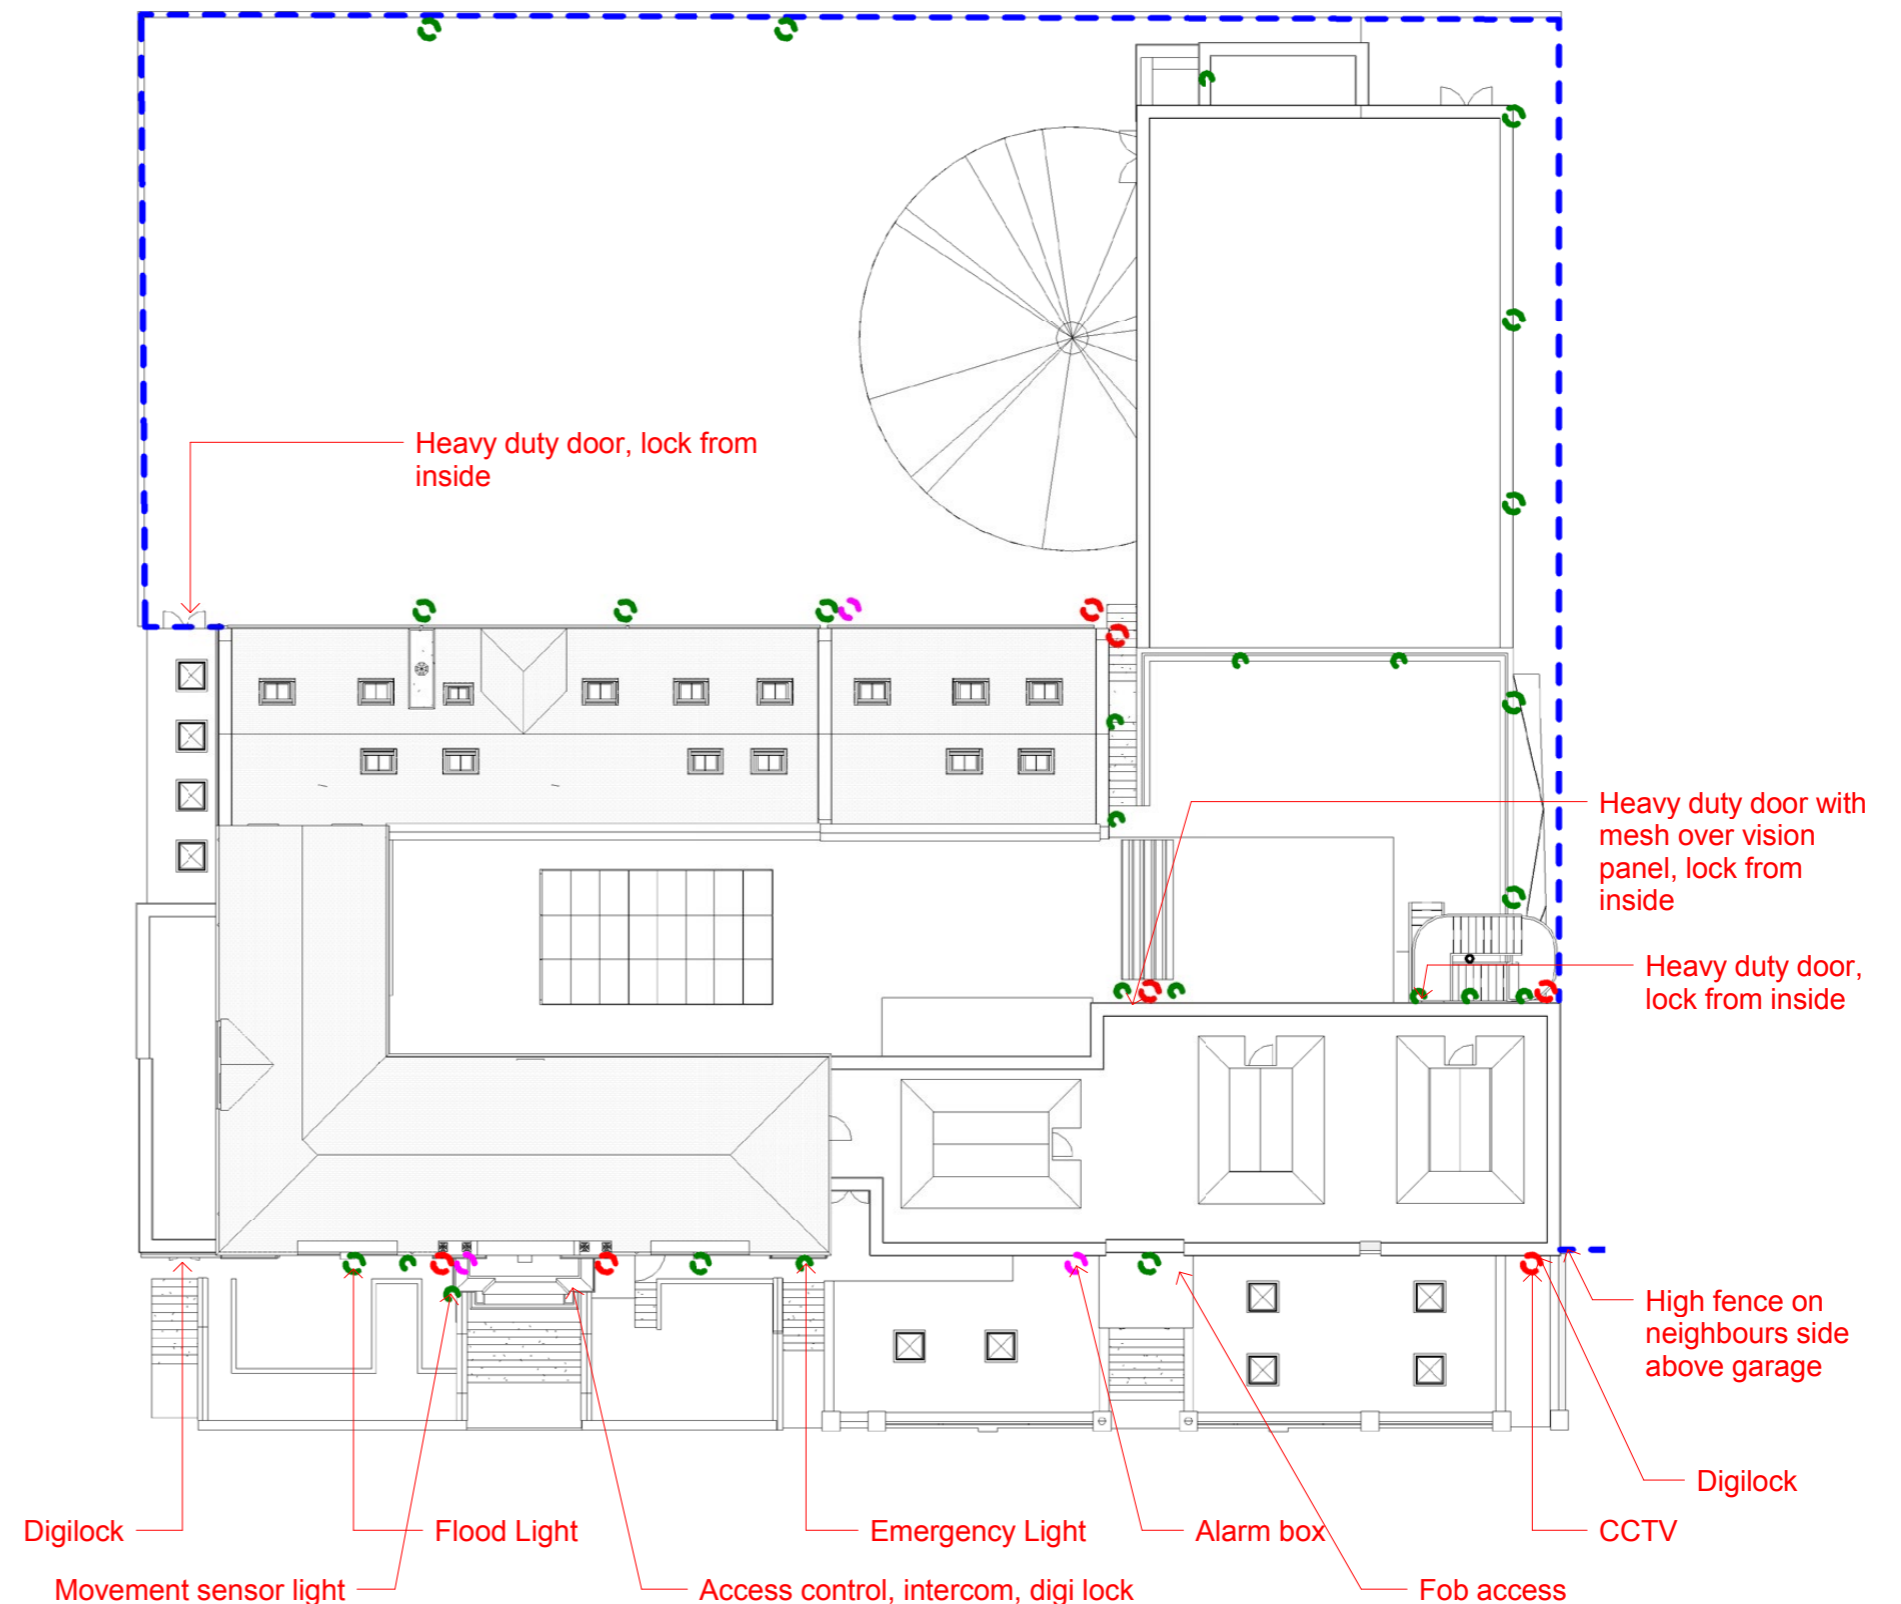 Heavy duty door, lock from
inside
Heavy duty door with
mesh over vision
panel, lock from
inside
Heavy duty door,
lock from inside
High fence on
neighbours side
above garage
Digilock
Digilock
Flood Light
Emergency Light
Alarm box
CCTV
Movement sensor light
Access control, intercom, digi lock
Fob access